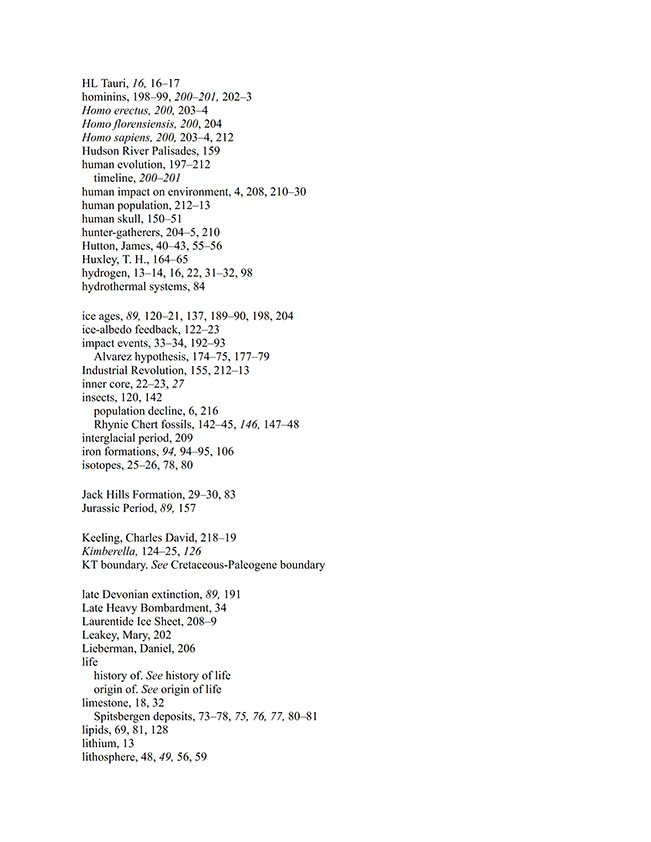 HL Tauri, 16, 16–17
hominins, 198–99, 200–201, 202–3
Homo erectus, 200, 203–4
Homo florensiensis, 200, 204
Homo sapiens, 200, 203–4, 212
Hudson River Palisades, 159
human evolution, 197–212
timeline, 200–201
human impact on environment, 4, 208, 210–30
human population, 212–13
human skull, 150–51
hunter-gatherers, 204–5, 210
Hutton, James, 40–43, 55–56
Huxley, T. H., 164–65
hydrogen, 13–14, 16, 22, 31–32, 98
hydrothermal systems, 84
ice ages, 89, 120–21, 137, 189–90, 198, 204
ice-albedo feedback, 122–23
impact events, 33–34, 192–93
Alvarez hypothesis, 174–75, 177–79
Industrial Revolution, 155, 212–13
inner core, 22–23, 27
insects, 120, 142
population decline, 6, 216
Rhynie Chert fossils, 142–45, 146, 147–48
interglacial period, 209
iron formations, 94, 94–95, 106
isotopes, 25–26, 78, 80
Jack Hills Formation, 29–30, 83
Jurassic Period, 89, 157
Keeling, Charles David, 218–19
Kimberella, 124–25, 126
KT boundary. See Cretaceous-Paleogene boundary
late Devonian extinction, 89, 191
Late Heavy Bombardment, 34
Laurentide Ice Sheet, 208–9
Leakey, Mary, 202
Lieberman, Daniel, 206
life
history of. See history of life
origin of. See origin of life
limestone, 18, 32
Spitsbergen deposits, 73–78, 75, 76, 77, 80–81
lipids, 69, 81, 128
lithium, 13
lithosphere, 48, 49, 56, 59